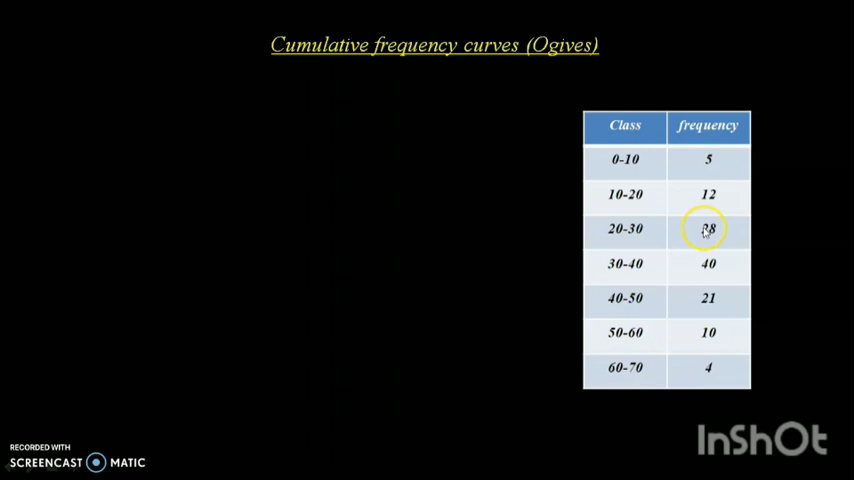 Cumulative frequency curves (Ogives)
Class frequency
0-10 5
10-20 12
20-30
30-40 40
40-50 21
50-60 10
60-70 4
InShOt
RECORDED WITH
SCREENCAST MATIC